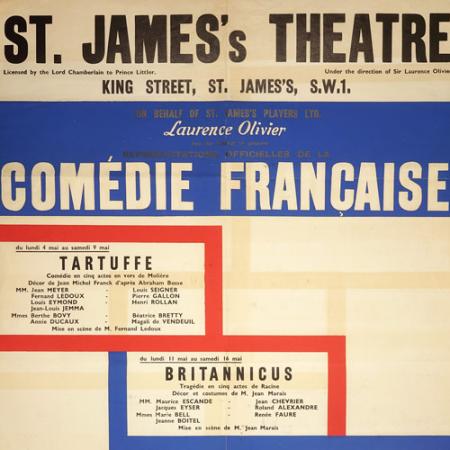 ST. JAMES's THEATRE
Licensed by the Lord Chamberlain to Prince Littler. Under the direction of Sir Laurence Olivier
KING STREET, ST. JAMES's, S.W.1.
ON BEHALF OF ST. JAMES'S PLAYERS LTD.
Laurence Olivier
REPRESENTATIONS OFFICIELLES DE LA
COMÉDIE FRANÇAISE
du lundi 4 mai au samedi 9 mai
TARTUFFE
Comédie en cinq actes en vers de Molière
Décor de Jean Michel Franck d'après Abraham Bosse
MM. Jean MEYER - Louis SEIGNER
Fernand LEDOUX - Pierre GALLON
Louis EYMOND - Henri ROLLAN
Jean-Louis JEMMA
Mmes Berthe BOVY - Béatrice BRETTY
Annie DUCAUX - Magali de VENDEUIL
Mise en scène de M. Fernand Ledoux
du lundi 11 mai au samedi 16 mai
BRITANNICUS
Tragédie en cinq actes de Racine
Décor et costumes de M. Jean Marais
MM. Maurice ESCANDE - Jean CHEVRIER
Jacques EYSER - Roland ALEXANDRE
Mmes Marie BELL - Renée FAURE
Jeanne BOITEL
Mise en scène de M. Jean Marais